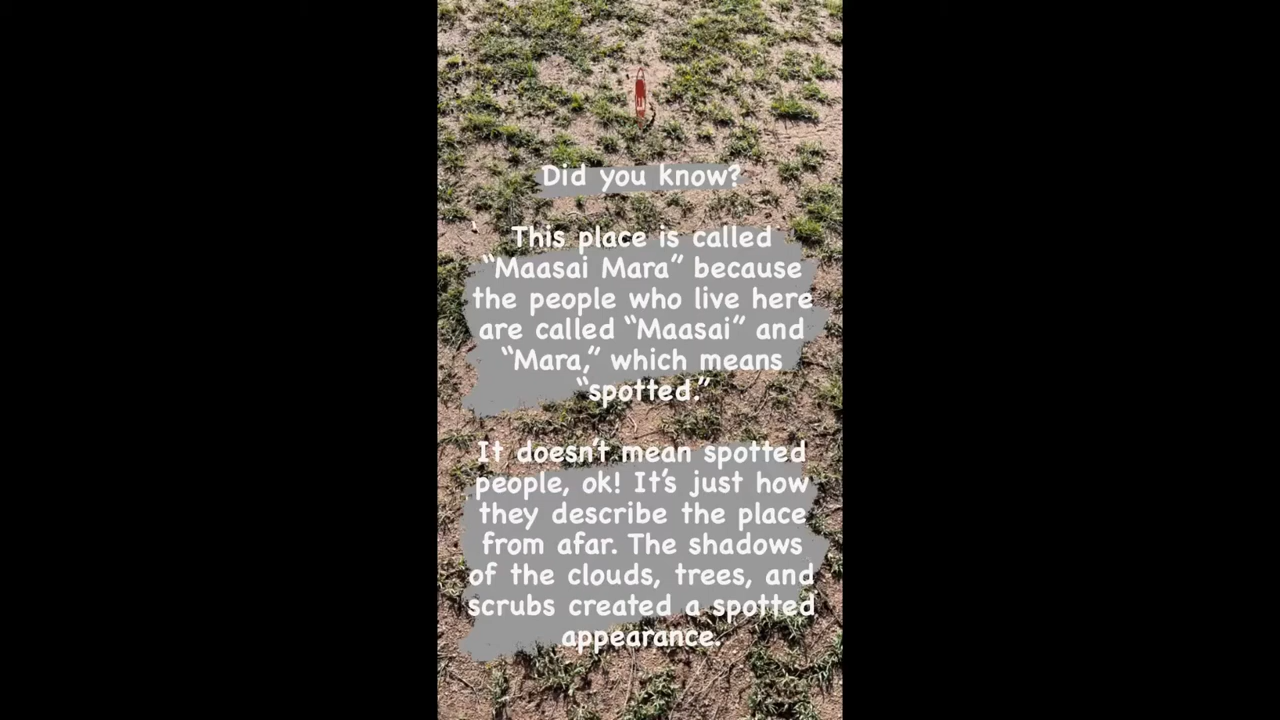 Did you know?
This place is called
“Maasai Mara” because
the people who live here
are called “Maasai” and
“Mara,” which means
“spotted.”
It doesn’t mean spotted
people, ok! It’s just how
they describe the place
from afar. The shadows
of the clouds, trees, and
scrubs created a spotted
appearance.